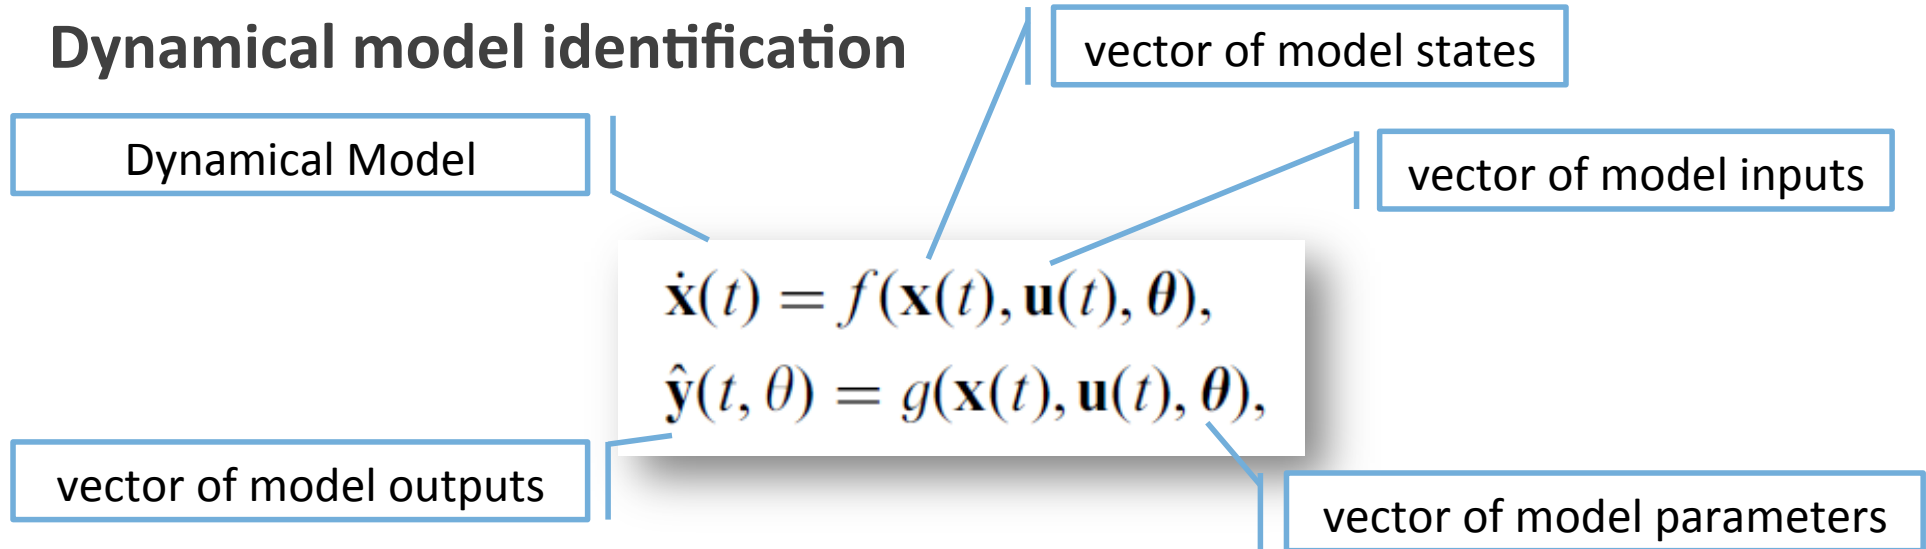 Dynamical model identification
vector of model states
Dynamical Model
vector of model inputs
ẋ(t) = f(x(t), u(t), θ),
ŷ(t, θ) = g(x(t), u(t), θ),
vector of model outputs
vector of model parameters